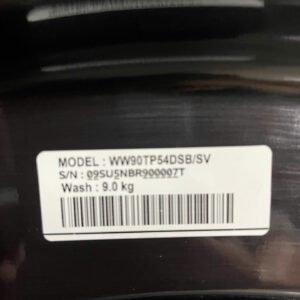 MODEL : WW90TP54DSB/SV
S/N : 09SU5NBR900007T
Wash : 9.0 kg